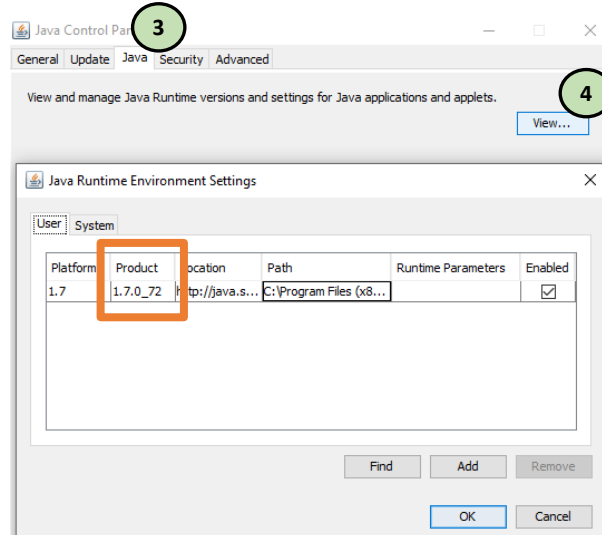 Java Control Pa
3
General Update Java Security Advanced
View and manage Java Runtime versions and settings for Java applications and applets.
4
View...
Java Runtime Environment Settings
User System
Platform Product Location Path Runtime Parameters Enabled
1.7 1.7.0_72 http://java.s... C:\Program Files (x8...
Find Add Remove
OK Cancel